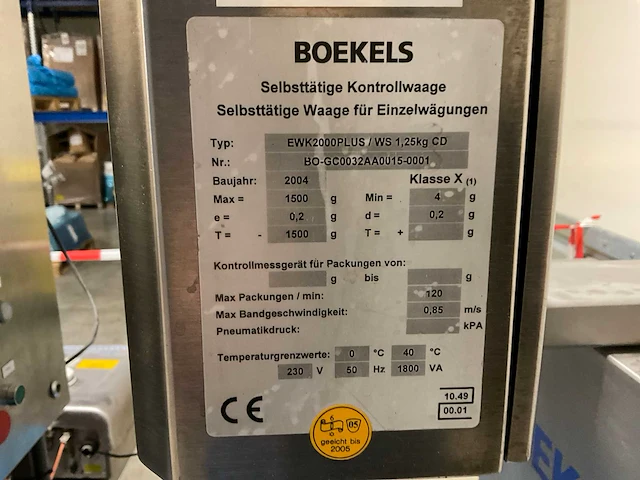 BOEKELS
Selbsttätige Kontrollwaage
Selbsttätige Waage für Einzelwägungen
Typ: EWK2000PLUS / WS 1,25kg CD
Nr.: BO-GC0032AA0015-0001
Baujahr: 2004 Klasse X (1)
Max = 1500 g Min = 4 g
e = 0,2 g d = 0,2 g
T = - 1500 g T = + g
Kontrollmessgerät für Packungen von:
g bis g
Max Packungen / min: 120
Max Bandgeschwindigkeit: 0,85 m/s
Pneumatikdruck: kPA
Temperaturgrenzwerte: 0 °C 40 °C
230 V 50 Hz 1800 VA
CE
10.49
00.01
05
geeicht bis
2005
EK